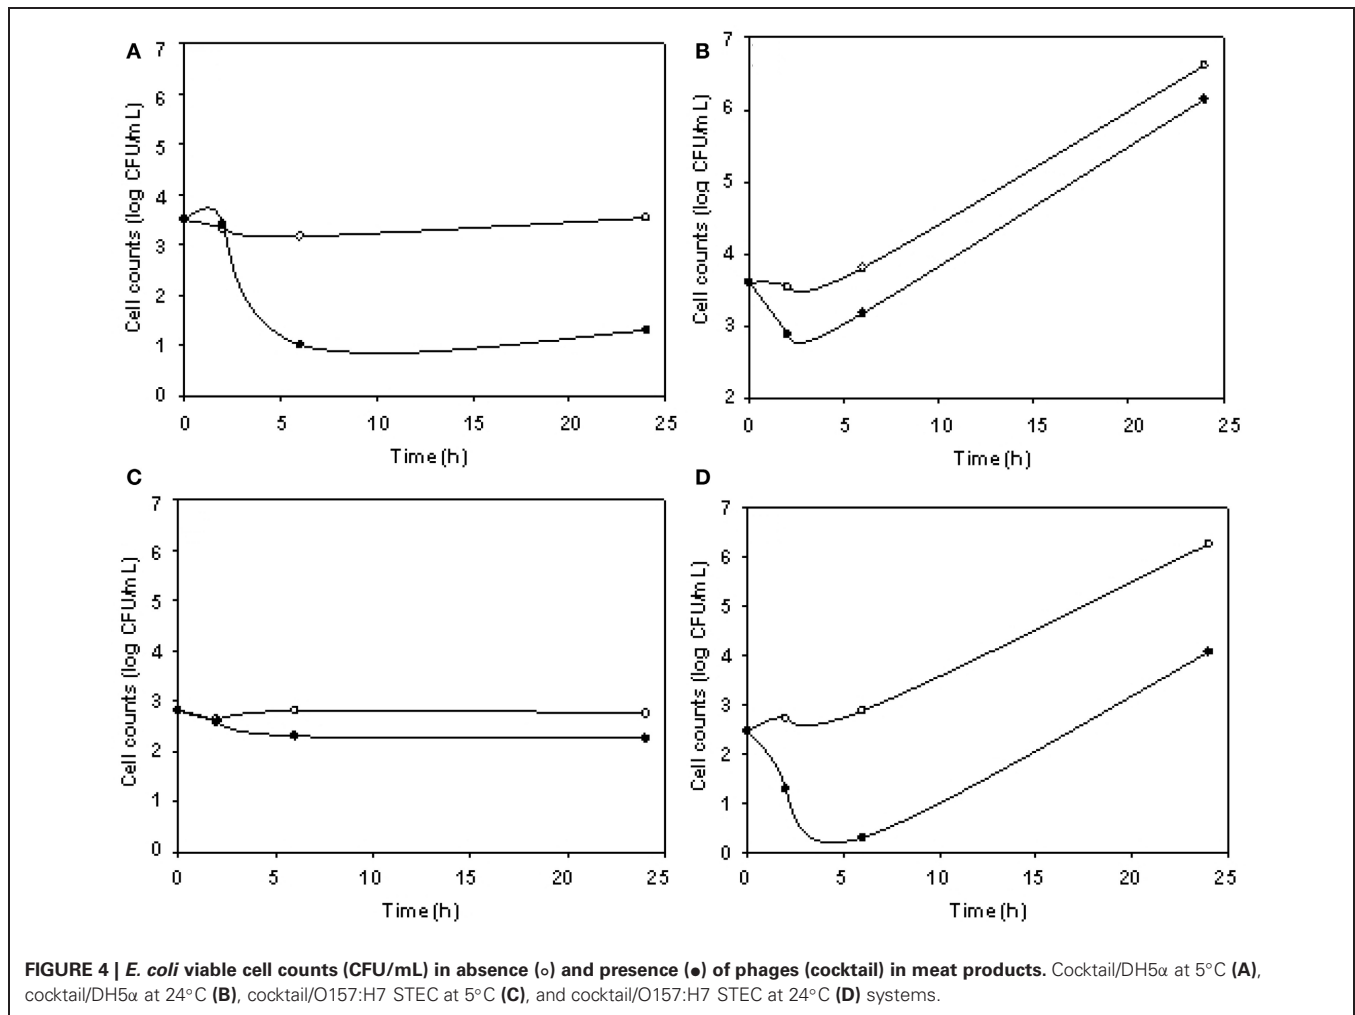 A
7
6
5
4
3
2
1
0
Cell counts (log CFU/mL)
0 5 10 15 20 25
Time (h)
B
7
6
5
4
3
2
Cell counts (log CFU/mL)
0 5 10 15 20 25
Time (h)
C
7
6
5
4
3
2
1
0
Cell counts (log CFU/mL)
0 5 10 15 20 25
Time (h)
D
7
6
5
4
3
2
1
0
Cell counts (log CFU/mL)
0 5 10 15 20 25
Time (h)
FIGURE 4 | E. coli viable cell counts (CFU/mL) in absence (○) and presence (●) of phages (cocktail) in meat products. Cocktail/DH5α at 5°C (A),
cocktail/DH5α at 24°C (B), cocktail/O157:H7 STEC at 5°C (C), and cocktail/O157:H7 STEC at 24°C (D) systems.